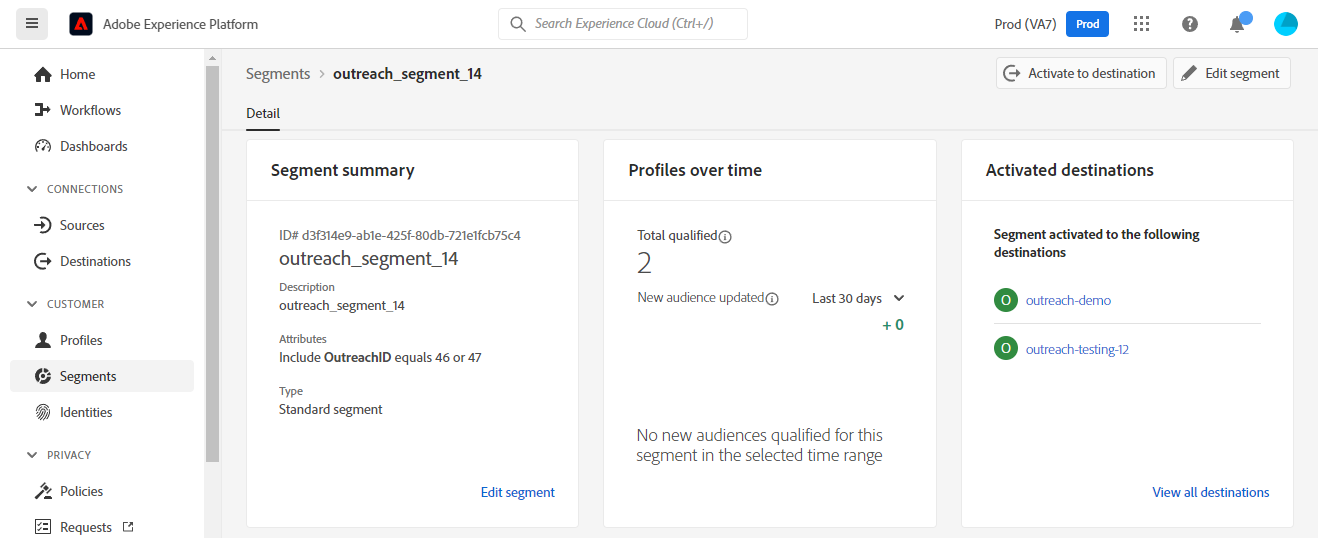 Adobe Experience Platform
Search Experience Cloud (Ctrl+/)
Prod (VA7)
Prod
Home
Workflows
Dashboards
CONNECTIONS
Sources
Destinations
CUSTOMER
Profiles
Segments
Identities
PRIVACY
Policies
Requests
Segments > outreach_segment_14
Activate to destination
Edit segment
Detail
Segment summary
ID# d3f314e9-ab1e-425f-80db-721e1fcb75c4
outreach_segment_14
Description
outreach_segment_14
Attributes
Include OutreachID equals 46 or 47
Type
Standard segment
Edit segment
Profiles over time
Total qualified
2
New audience updated
Last 30 days
+ 0
No new audiences qualified for this
segment in the selected time range
Activated destinations
Segment activated to the following
destinations
O outreach-demo
O outreach-testing-12
View all destinations